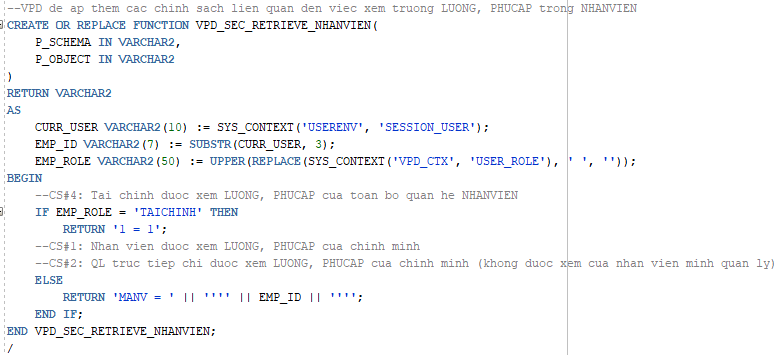 --VPD de ap them cac chinh sach lien quan den viec xem truong LUONG, PHUCAP trong NHANVIEN
CREATE OR REPLACE FUNCTION VPD_SEC_RETRIEVE_NHANVIEN(
    P_SCHEMA IN VARCHAR2,
    P_OBJECT IN VARCHAR2
)
RETURN VARCHAR2
AS
    CURR_USER VARCHAR2(10) := SYS_CONTEXT('USERENV', 'SESSION_USER');
    EMP_ID VARCHAR2(7) := SUBSTR(CURR_USER, 3);
    EMP_ROLE VARCHAR2(50) := UPPER(REPLACE(SYS_CONTEXT('VPD_CTX', 'USER_ROLE'), ' ', ''));
BEGIN
    --CS#4: Tai chinh duoc xem LUONG, PHUCAP cua toan bo quan he NHANVIEN
    IF EMP_ROLE = 'TAICHINH' THEN
        RETURN '1 = 1';
    --CS#1: Nhan vien duoc xem LUONG, PHUCAP cua chinh minh
    --CS#2: QL truc tiep chi duoc xem LUONG, PHUCAP cua chinh minh (khong duoc xem cua nhan vien minh quan ly)
    ELSE
        RETURN 'MANV = ' || '''' || EMP_ID || '''';
    END IF;
END VPD_SEC_RETRIEVE_NHANVIEN;
/